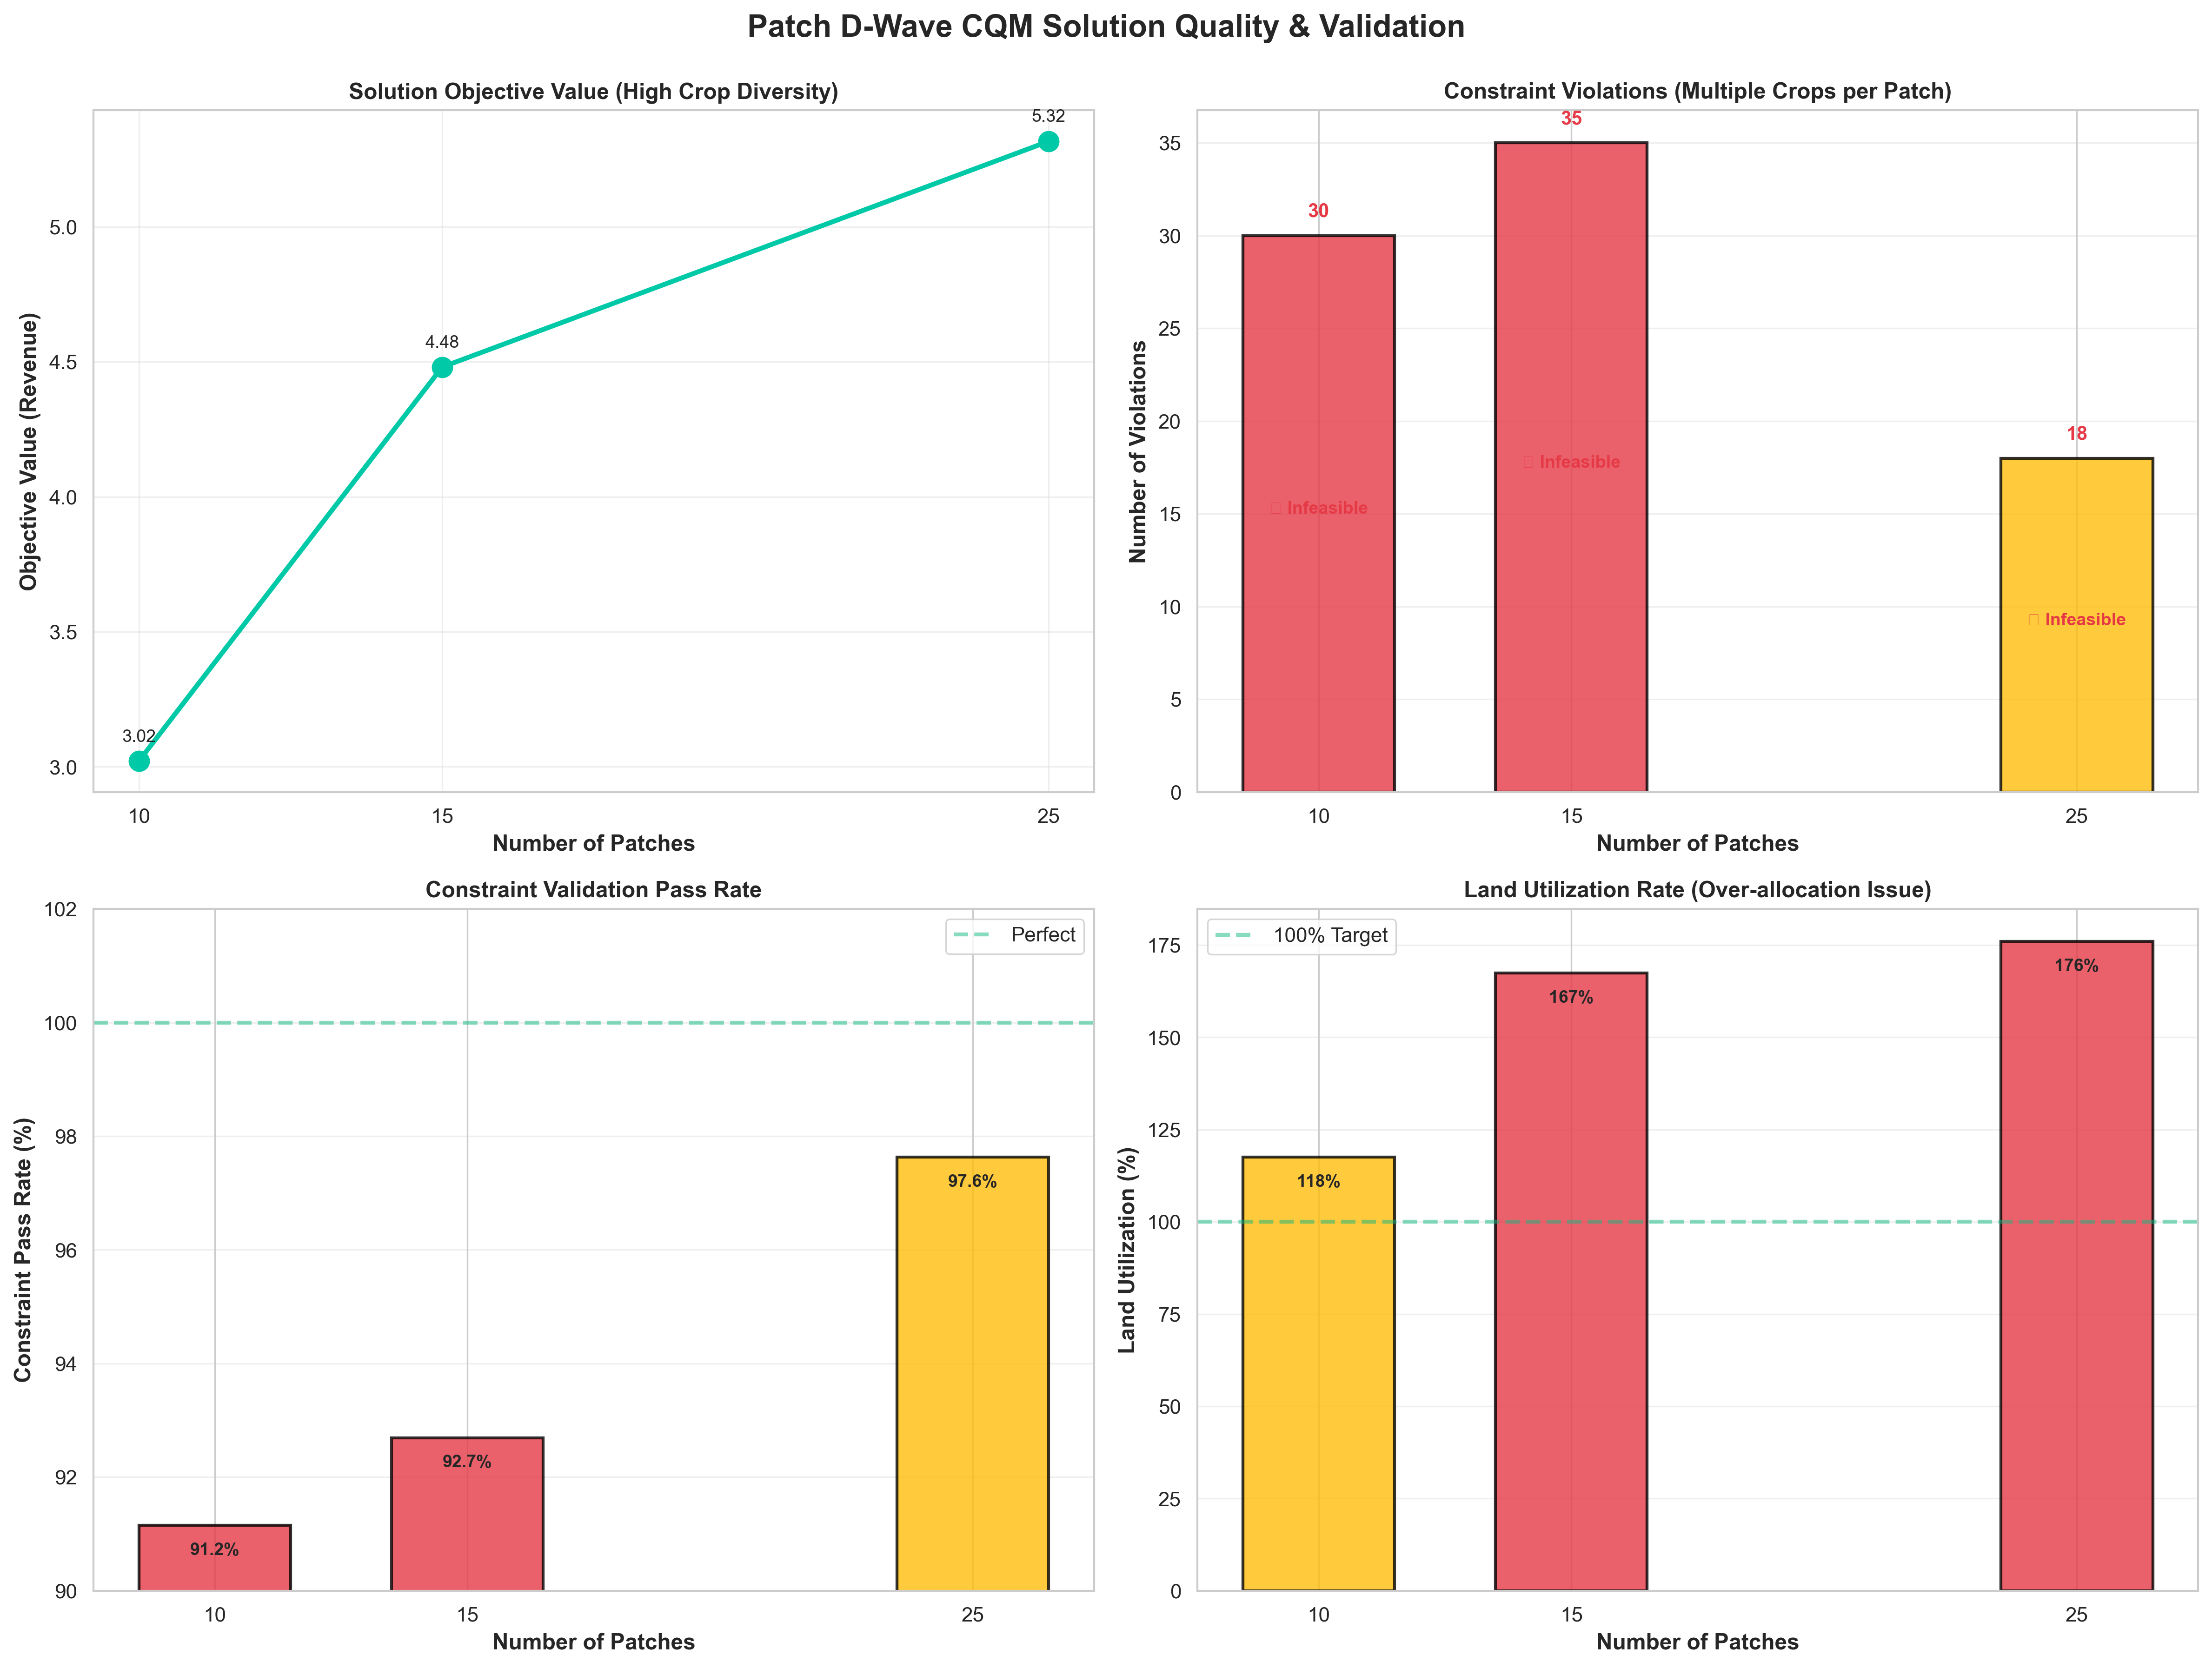 Patch D-Wave CQM Solution Quality & Validation
Solution Objective Value (High Crop Diversity)
Objective Value (Revenue)
5.0
4.5
4.0
3.5
3.0
3.02
4.48
5.32
10
15
25
Number of Patches
Constraint Violations (Multiple Crops per Patch)
Number of Violations
35
30
25
20
15
10
5
0
30
35
18
Infeasible
Infeasible
Infeasible
10
15
25
Number of Patches
Constraint Validation Pass Rate
Constraint Pass Rate (%)
102
100
98
96
94
92
90
Perfect
91.2%
92.7%
97.6%
10
15
25
Number of Patches
Land Utilization Rate (Over-allocation Issue)
Land Utilization (%)
175
150
125
100
75
50
25
0
100% Target
118%
167%
176%
10
15
25
Number of Patches